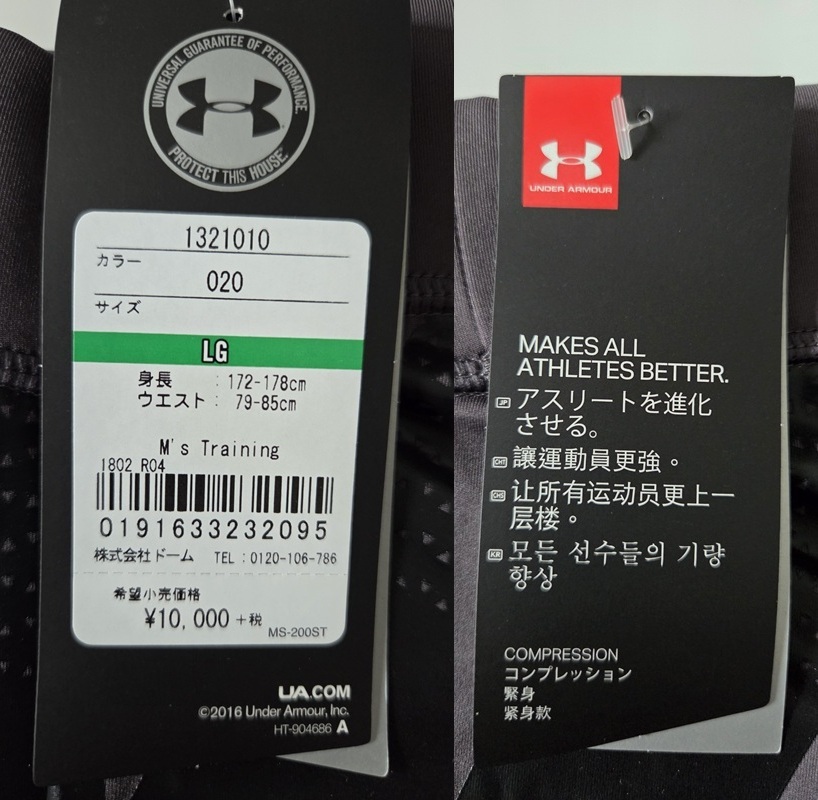 UNIVERSAL GUARANTEE OF PERFORMANCE.
PROTECT THIS HOUSE.
1321010
カラー
020
サイズ
LG
身長 : 172-178cm
ウエスト : 79-85cm
M's Training
1802 R04
0191633232095
株式会社ドーム TEL : 0120-106-786
希望小売価格
¥10,000 +税
MS-200ST
UA.COM
©2016 Under Armour, Inc.
HT-904686 A
UNDER ARMOUR
MAKES ALL
ATHLETES BETTER.
JP アスリートを進化
させる。
CHT 讓運動員更強。
CHS 让所有运动员更上一
层楼。
KR 모든 선수들의 기량
향상
COMPRESSION
コンプレッション
緊身
紧身款